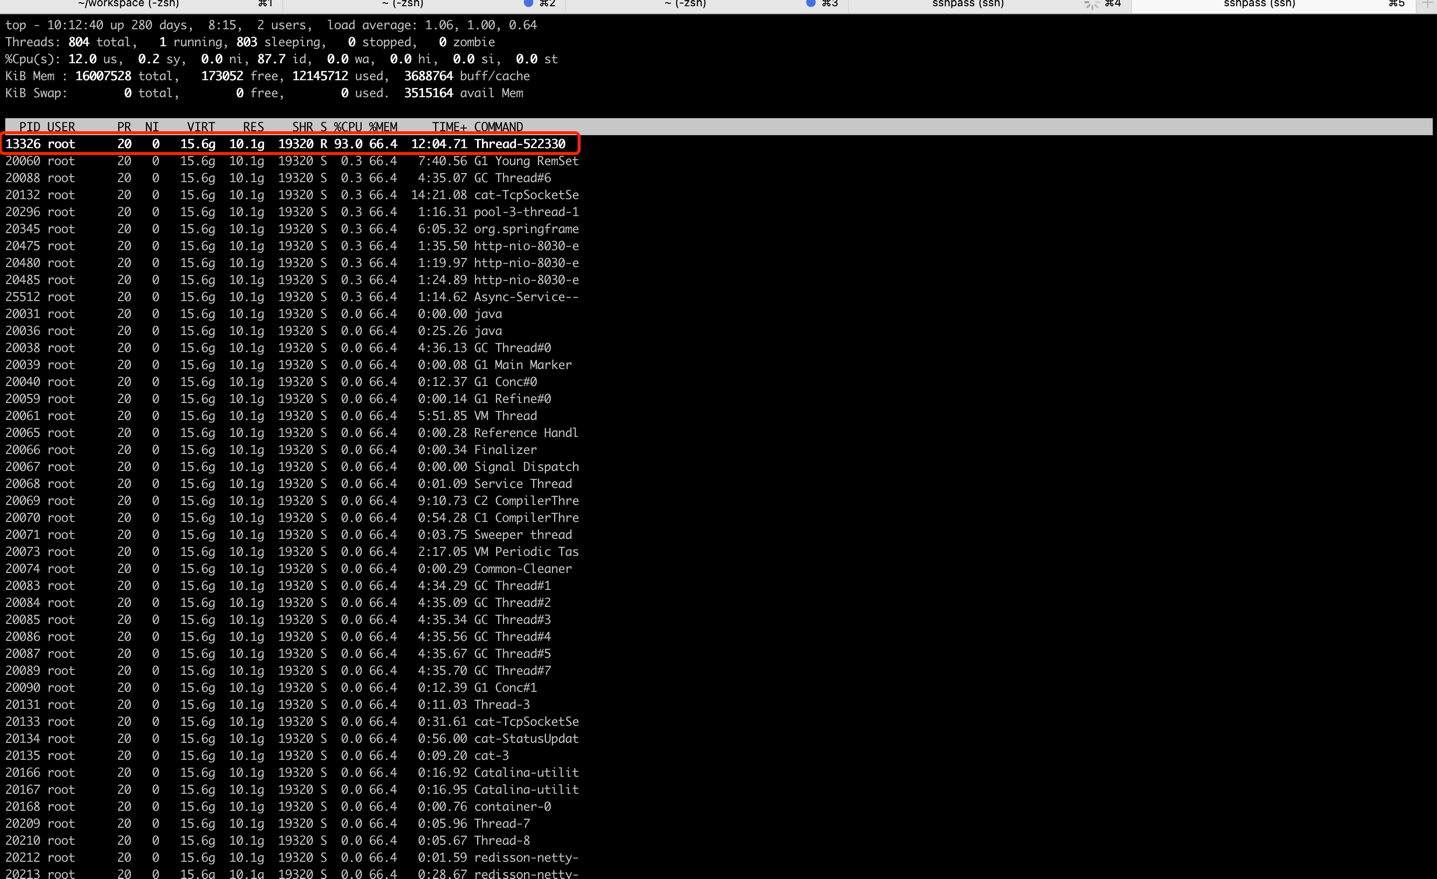 ~/workspace (-zsh) ⌘1 ~ (-zsh) ⌘2 ~ (-zsh) ⌘3 sshpass (ssh) ⌘4 sshpass (ssh) ⌘5
top - 10:12:40 up 280 days,  8:15,  2 users,  load average: 1.06, 1.00, 0.64
Threads: 804 total,   1 running, 803 sleeping,   0 stopped,   0 zombie
%Cpu(s): 12.0 us,  0.2 sy,  0.0 ni, 87.7 id,  0.0 wa,  0.0 hi,  0.0 si,  0.0 st
KiB Mem : 16007528 total,   173052 free, 12145712 used,  3688764 buff/cache
KiB Swap:        0 total,        0 free,        0 used.  3515164 avail Mem
PID USER PR NI VIRT RES SHR S %CPU %MEM TIME+ COMMAND
13326 root 20 0 15.6g 10.1g 19320 R 93.0 66.4 12:04.71 Thread-522330
20060 root 20 0 15.6g 10.1g 19320 S 0.3 66.4 7:40.56 G1 Young RemSet
20088 root 20 0 15.6g 10.1g 19320 S 0.3 66.4 4:35.07 GC Thread#6
20132 root 20 0 15.6g 10.1g 19320 S 0.3 66.4 14:21.08 cat-TcpSocketSe
20296 root 20 0 15.6g 10.1g 19320 S 0.3 66.4 1:16.31 pool-3-thread-1
20345 root 20 0 15.6g 10.1g 19320 S 0.3 66.4 6:05.32 org.springframe
20475 root 20 0 15.6g 10.1g 19320 S 0.3 66.4 1:35.50 http-nio-8030-e
20480 root 20 0 15.6g 10.1g 19320 S 0.3 66.4 1:19.97 http-nio-8030-e
20485 root 20 0 15.6g 10.1g 19320 S 0.3 66.4 1:24.89 http-nio-8030-e
25512 root 20 0 15.6g 10.1g 19320 S 0.3 66.4 1:14.62 Async-Service--
20031 root 20 0 15.6g 10.1g 19320 S 0.0 66.4 0:00.00 java
20036 root 20 0 15.6g 10.1g 19320 S 0.0 66.4 0:25.26 java
20038 root 20 0 15.6g 10.1g 19320 S 0.0 66.4 4:36.13 GC Thread#0
20039 root 20 0 15.6g 10.1g 19320 S 0.0 66.4 0:00.08 G1 Main Marker
20040 root 20 0 15.6g 10.1g 19320 S 0.0 66.4 0:12.37 G1 Conc#0
20059 root 20 0 15.6g 10.1g 19320 S 0.0 66.4 0:00.14 G1 Refine#0
20061 root 20 0 15.6g 10.1g 19320 S 0.0 66.4 5:51.85 VM Thread
20065 root 20 0 15.6g 10.1g 19320 S 0.0 66.4 0:00.28 Reference Handl
20066 root 20 0 15.6g 10.1g 19320 S 0.0 66.4 0:00.34 Finalizer
20067 root 20 0 15.6g 10.1g 19320 S 0.0 66.4 0:00.00 Signal Dispatch
20068 root 20 0 15.6g 10.1g 19320 S 0.0 66.4 0:01.09 Service Thread
20069 root 20 0 15.6g 10.1g 19320 S 0.0 66.4 9:10.73 C2 CompilerThre
20070 root 20 0 15.6g 10.1g 19320 S 0.0 66.4 0:54.28 C1 CompilerThre
20071 root 20 0 15.6g 10.1g 19320 S 0.0 66.4 0:03.75 Sweeper thread
20073 root 20 0 15.6g 10.1g 19320 S 0.0 66.4 2:17.05 VM Periodic Tas
20074 root 20 0 15.6g 10.1g 19320 S 0.0 66.4 0:00.29 Common-Cleaner
20083 root 20 0 15.6g 10.1g 19320 S 0.0 66.4 4:34.29 GC Thread#1
20084 root 20 0 15.6g 10.1g 19320 S 0.0 66.4 4:35.09 GC Thread#2
20085 root 20 0 15.6g 10.1g 19320 S 0.0 66.4 4:35.34 GC Thread#3
20086 root 20 0 15.6g 10.1g 19320 S 0.0 66.4 4:35.56 GC Thread#4
20087 root 20 0 15.6g 10.1g 19320 S 0.0 66.4 4:35.67 GC Thread#5
20089 root 20 0 15.6g 10.1g 19320 S 0.0 66.4 4:35.70 GC Thread#7
20090 root 20 0 15.6g 10.1g 19320 S 0.0 66.4 0:12.39 G1 Conc#1
20131 root 20 0 15.6g 10.1g 19320 S 0.0 66.4 0:11.03 Thread-3
20133 root 20 0 15.6g 10.1g 19320 S 0.0 66.4 0:31.61 cat-TcpSocketSe
20134 root 20 0 15.6g 10.1g 19320 S 0.0 66.4 0:56.00 cat-StatusUpdat
20135 root 20 0 15.6g 10.1g 19320 S 0.0 66.4 0:09.20 cat-3
20166 root 20 0 15.6g 10.1g 19320 S 0.0 66.4 0:16.92 Catalina-utilit
20167 root 20 0 15.6g 10.1g 19320 S 0.0 66.4 0:16.95 Catalina-utilit
20168 root 20 0 15.6g 10.1g 19320 S 0.0 66.4 0:00.76 container-0
20209 root 20 0 15.6g 10.1g 19320 S 0.0 66.4 0:05.96 Thread-7
20210 root 20 0 15.6g 10.1g 19320 S 0.0 66.4 0:05.67 Thread-8
20212 root 20 0 15.6g 10.1g 19320 S 0.0 66.4 0:01.59 redisson-netty-
20213 root 20 0 15.6g 10.1g 19320 S 0.0 66.4 0:28.67 redisson-netty-